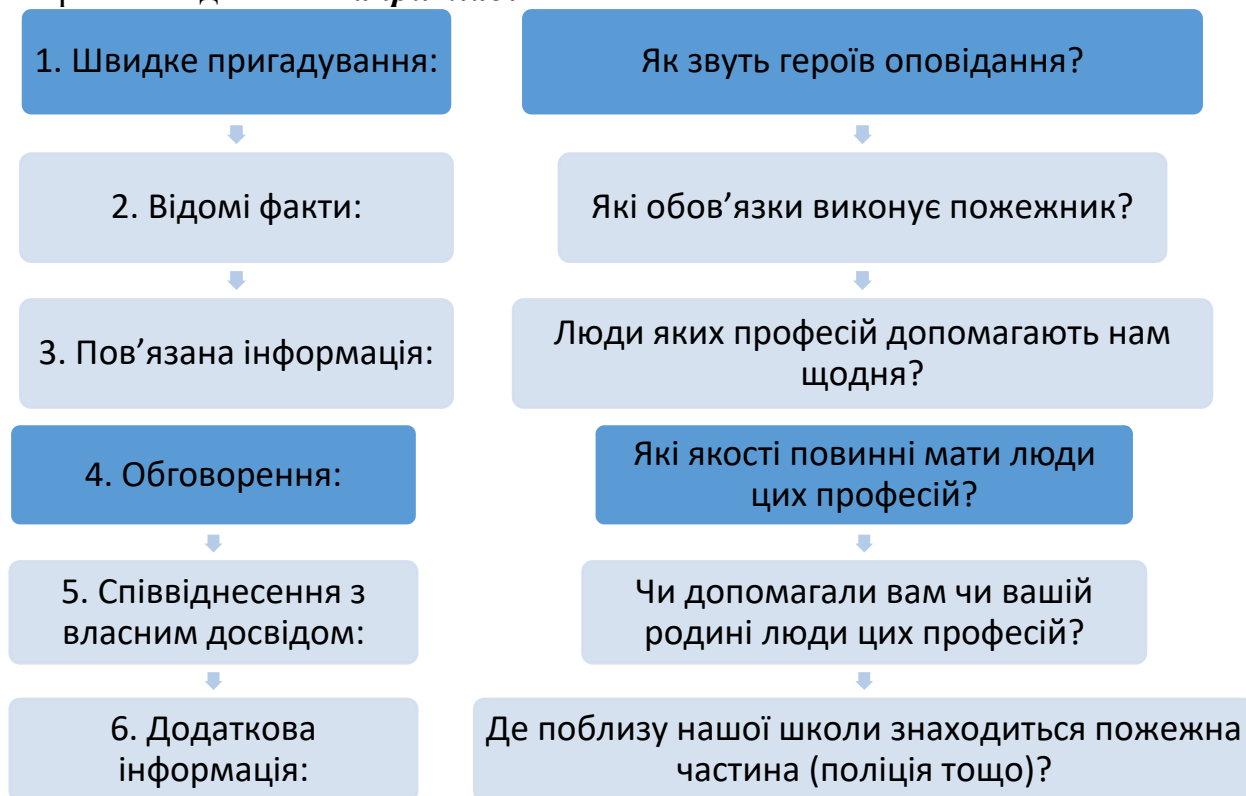 1. Швидке пригадування:
Як звуть героїв оповідання?
2. Відомі факти:
Які обов’язки виконує пожежник?
3. Пов’язана інформація:
Люди яких професій допомагають нам
щодня?
4. Обговорення:
Які якості повинні мати люди
цих професій?
5. Співвіднесення з
власним досвідом:
Чи допомагали вам чи вашій
родині люди цих професій?
6. Додаткова
інформація:
Де поблизу нашої школи знаходиться пожежна
частина (поліція тощо)?